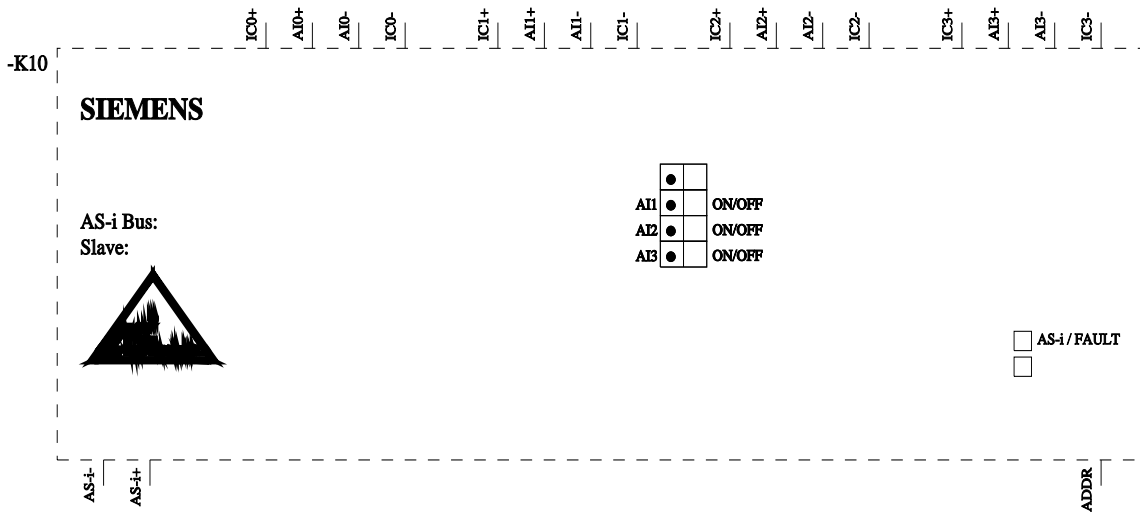 IC0+ AI0+ AI0- IC0- IC1+ AI1+ AI1- IC1- IC2+ AI2+ AI2- IC2- IC3+ AI3+ AI3- IC3-
-K10
SIEMENS
AI1 ON/OFF
AS-i Bus:
AI2 ON/OFF
Slave:
AI3 ON/OFF
AS-i / FAULT
AS-i- AS-i+ ADDR